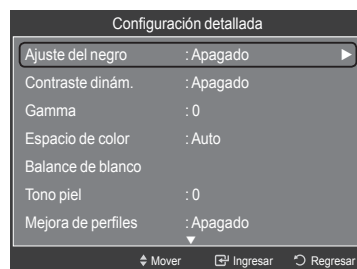 Configuración detallada
Ajuste del negro : Apagado
Contraste dinám. : Apagado
Gamma : 0
Espacio de color : Auto
Balance de blanco
Tono piel : 0
Mejora de perfiles : Apagado
Mover Ingresar Regresar